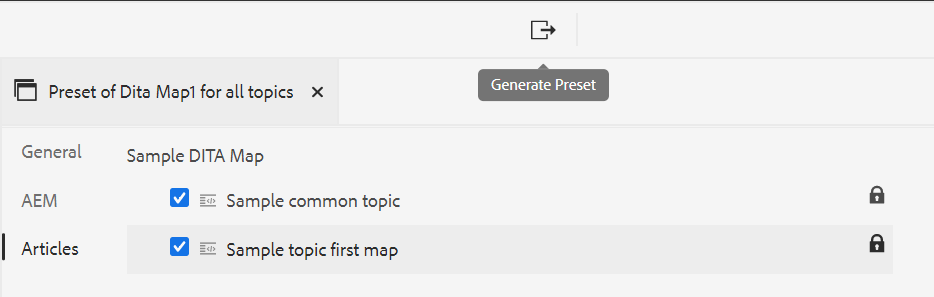 Generate Preset
Preset of Dita Map1 for all topics
General
Sample DITA Map
AEM
Sample common topic
Articles
Sample topic first map